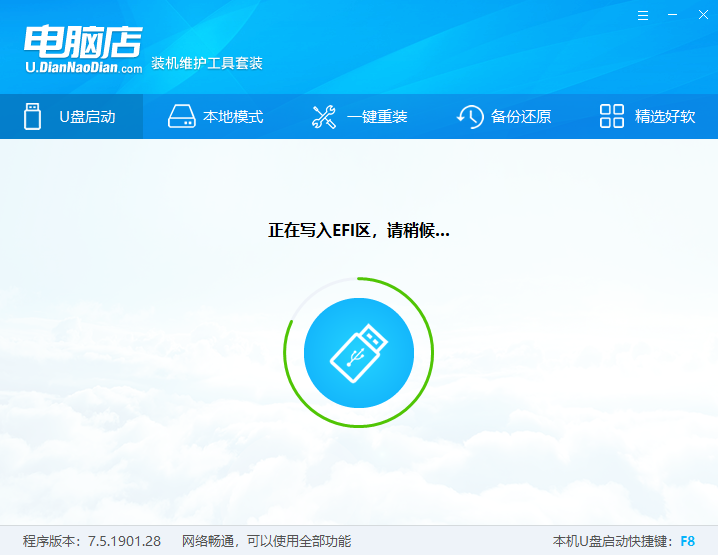 电脑店
U.DianNaoDian.com 装机维护工具套装
U盘启动 本地模式 一键重装 备份还原 精选好软
正在写入EFI区，请稍候...
程序版本：7.5.1901.28 网络畅通，可以使用全部功能 本机U盘启动快捷键：F8